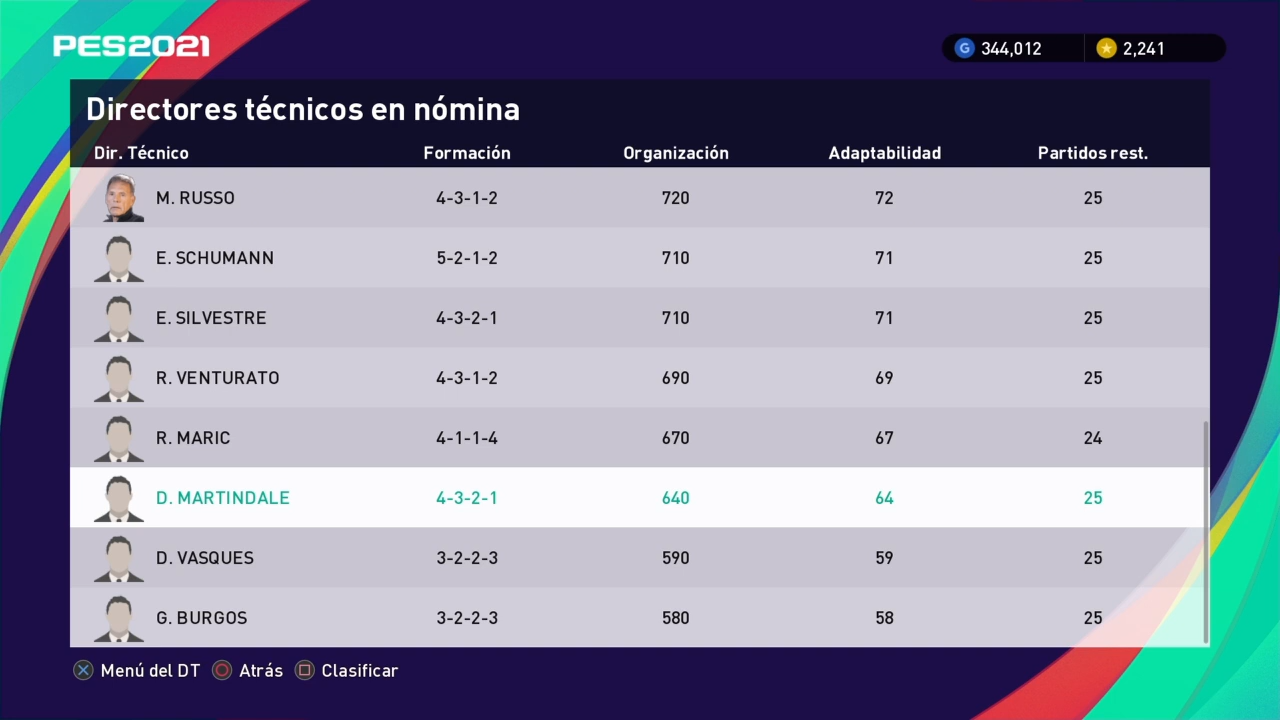 PES2021
G 344,012 2,241
Directores técnicos en nómina
Dir. Técnico Formación Organización Adaptabilidad Partidos rest.
M. RUSSO 4-3-1-2 720 72 25
E. SCHUMANN 5-2-1-2 710 71 25
E. SILVESTRE 4-3-2-1 710 71 25
R. VENTURATO 4-3-1-2 690 69 25
R. MARIC 4-1-1-4 670 67 24
D. MARTINDALE 4-3-2-1 640 64 25
D. VASQUES 3-2-2-3 590 59 25
G. BURGOS 3-2-2-3 580 58 25
Menú del DT Atrás Clasificar